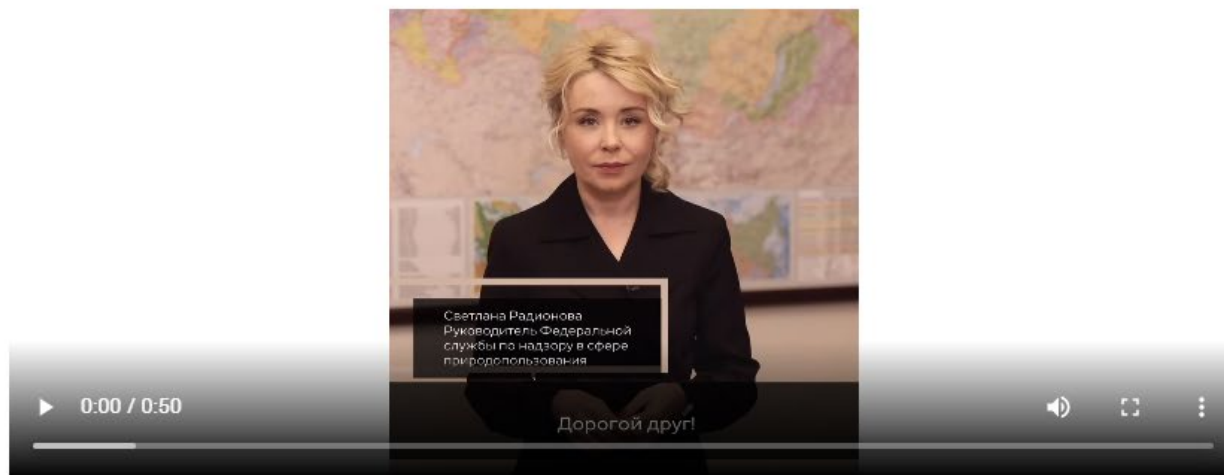 Светлана Радионова
Руководитель Федеральной
службы по надзору в сфере
природопользования
0:00 / 0:50
Дорогой друг!